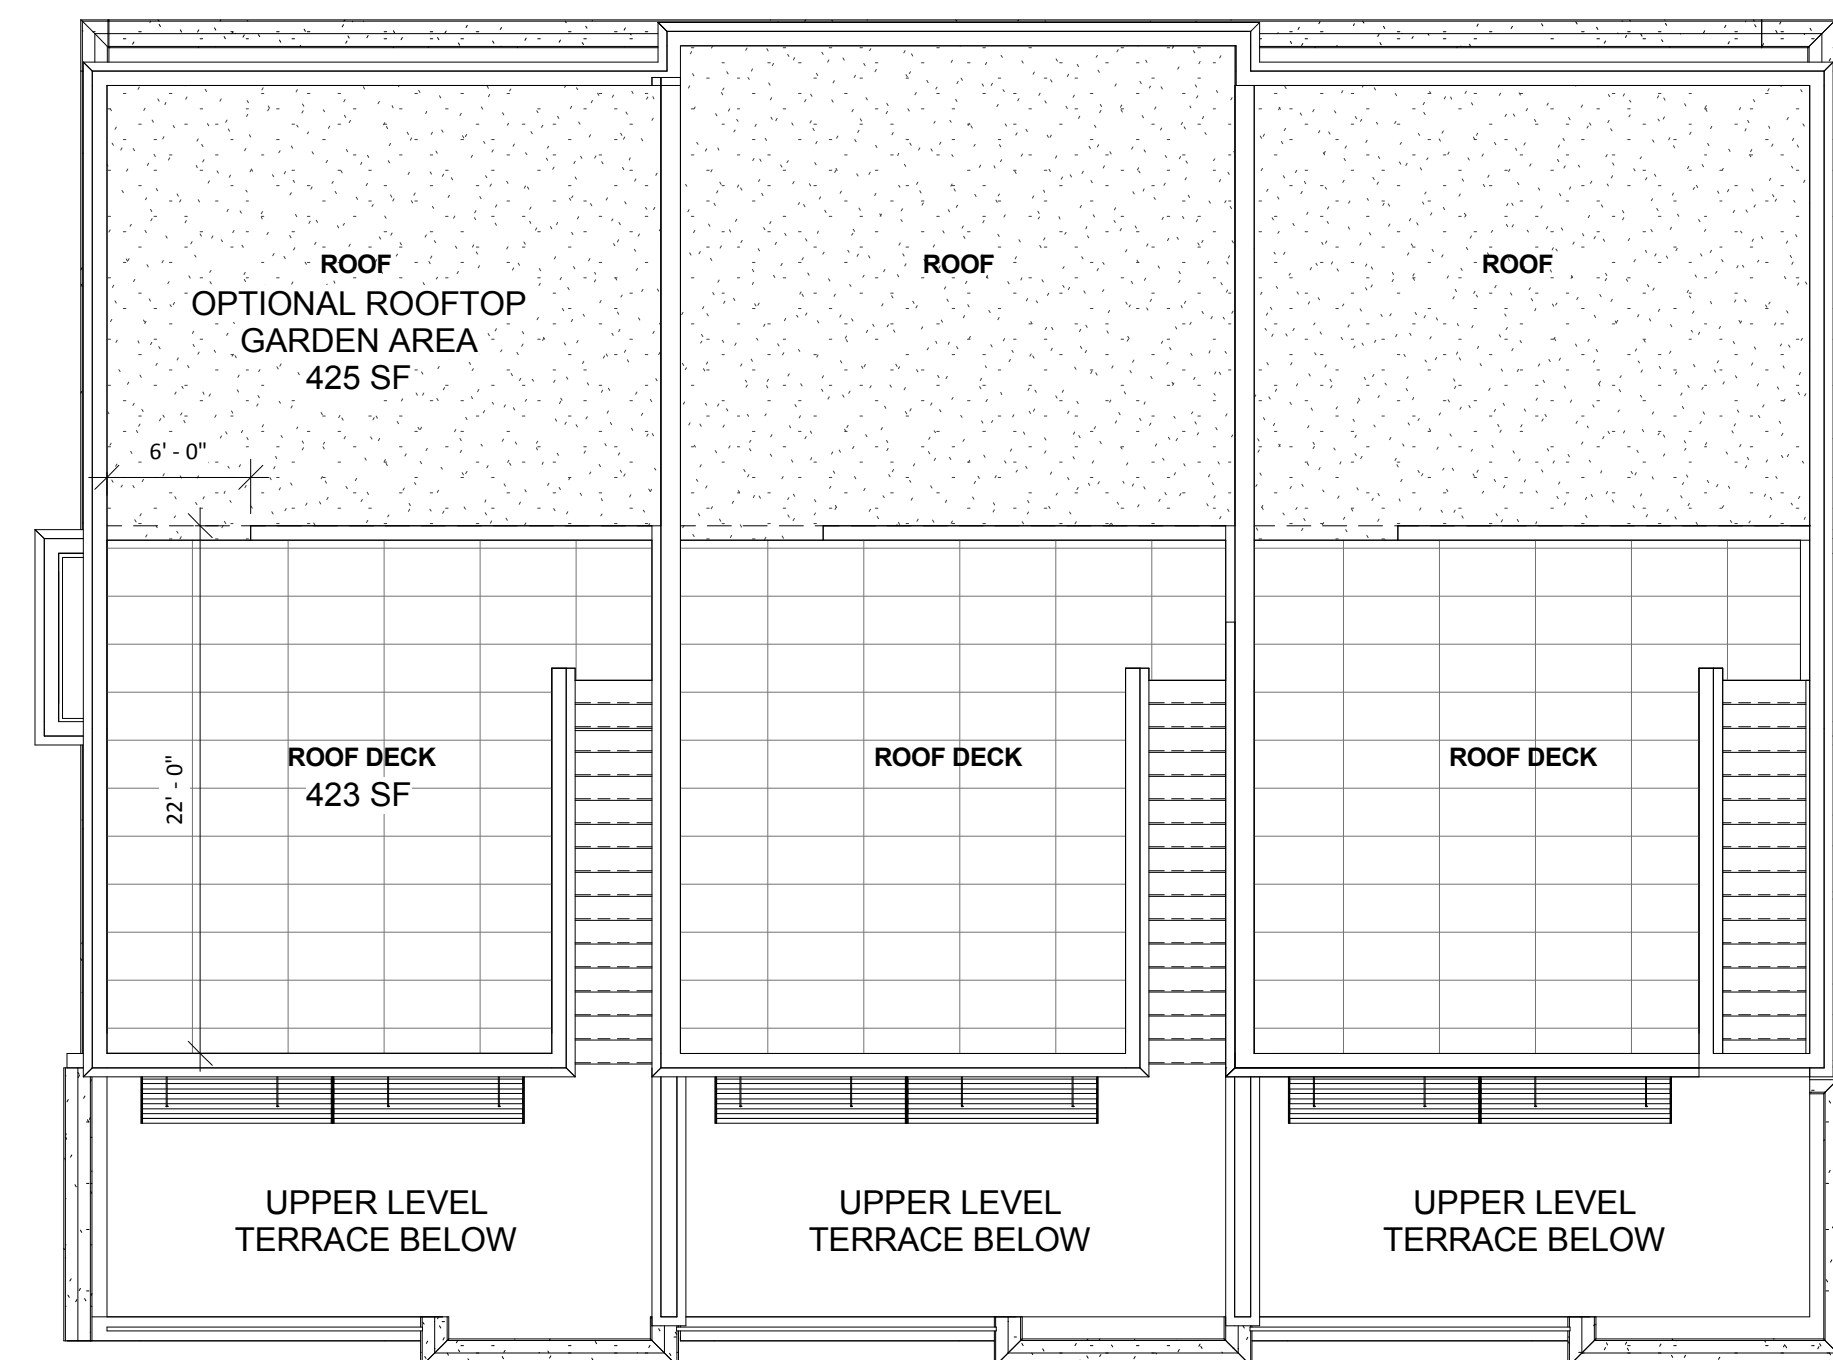 ROOF
OPTIONAL ROOFTOP
GARDEN AREA
425 SF
ROOF
ROOF
6' - 0"
22' - 0"
ROOF DECK
423 SF
ROOF DECK
ROOF DECK
UPPER LEVEL
TERRACE BELOW
UPPER LEVEL
TERRACE BELOW
UPPER LEVEL
TERRACE BELOW